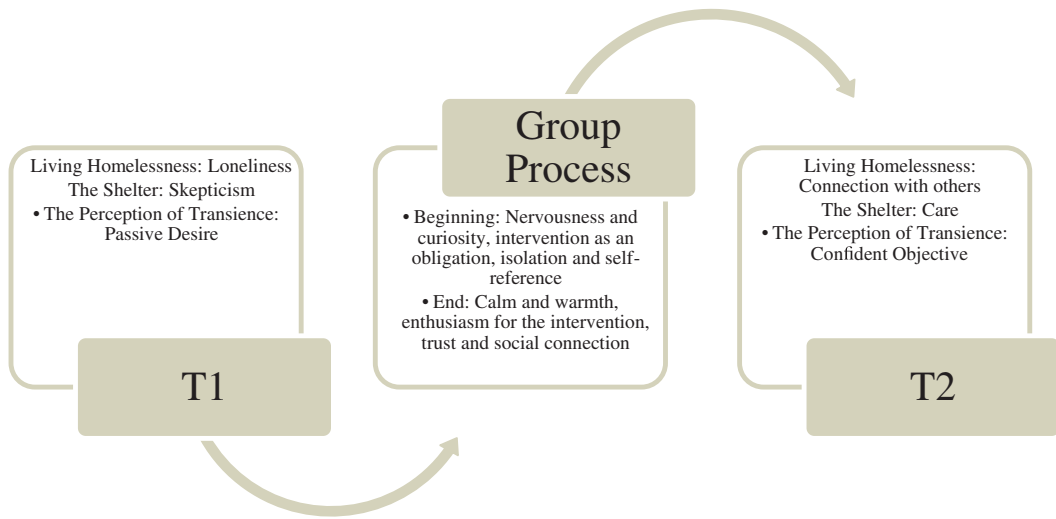 Living Homelessness: Loneliness
The Shelter: Skepticism
• The Perception of Transience:
Passive Desire
T1
Group
Process
• Beginning: Nervousness and
curiosity, intervention as an
obligation, isolation and self-
reference
• End: Calm and warmth,
enthusiasm for the intervention,
trust and social connection
Living Homelessness:
Connection with others
The Shelter: Care
• The Perception of Transience:
Confident Objective
T2